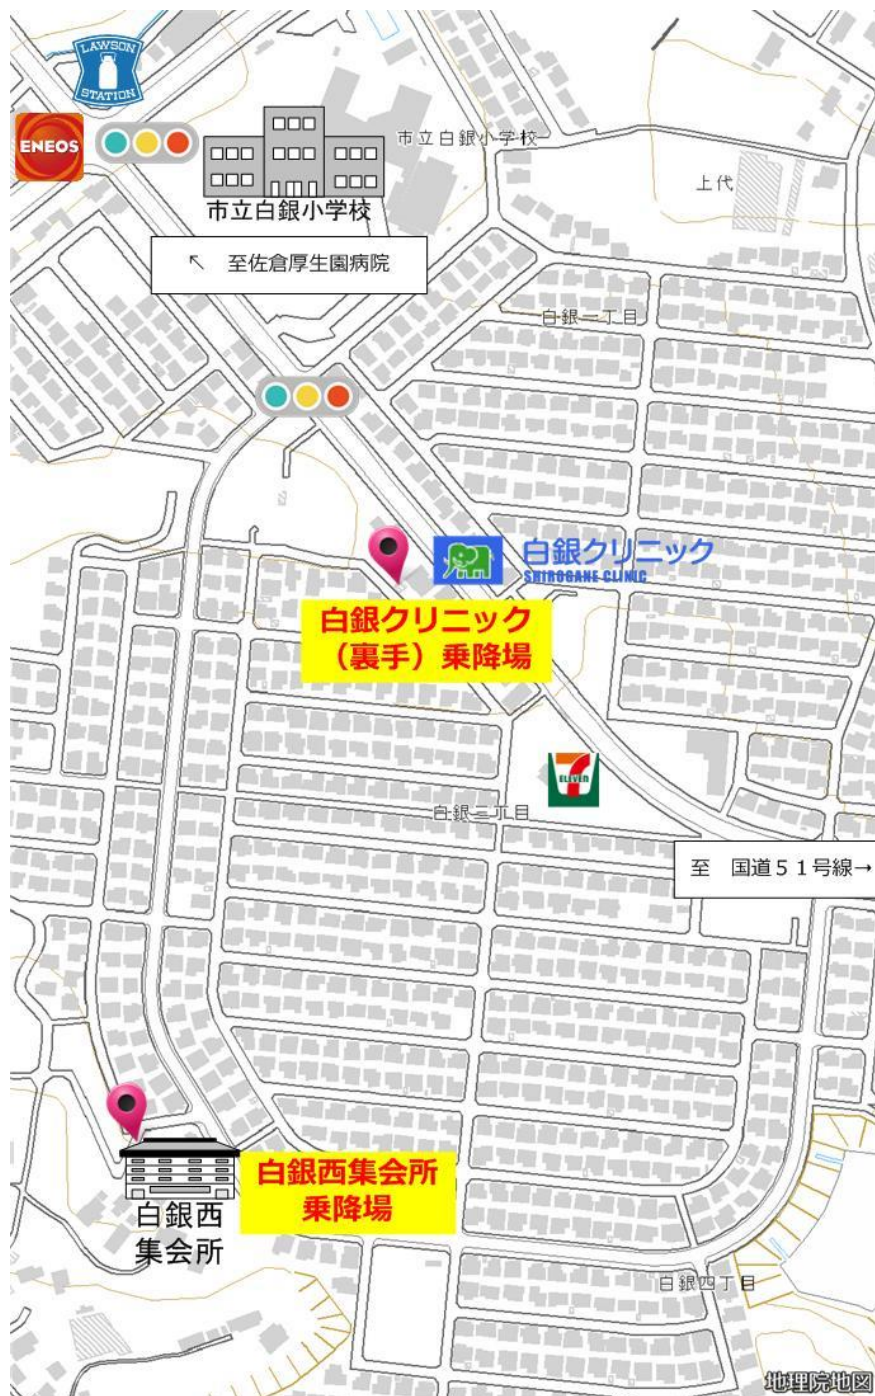 LAWSON
STATION
ENEOS
市立白銀小学校
市立白銀小学校
上代
↖ 至佐倉厚生園病院
白銀一丁目
白銀クリニック
SHIROGANE CLINIC
白銀クリニック
（裏手）乗降場
ELEVEN
白銀三丁目
至 国道５１号線→
白銀西集会所
乗降場
白銀西
集会所
白銀四丁目
地理院地図